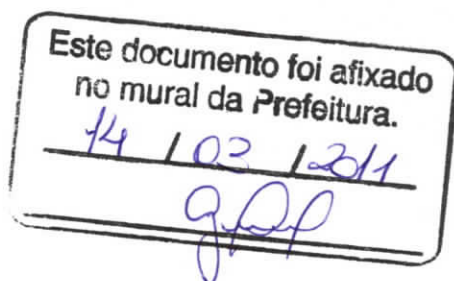 Este documento foi afixado
no mural da Prefeitura.
14 / 03 / 2011